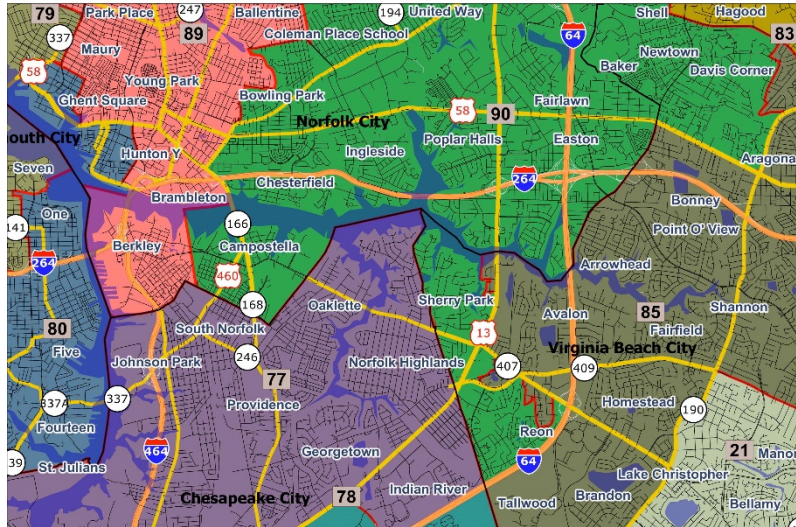 79
Park Place
247
Ballentine
194
United Way
Shell
Hagood
337
Maury
89
Coleman Place School
64
Newtown
83
58
Young Park
Baker
Davis Corner
Ghent Square
Bowling Park
58
Fairlawn
outh City
Norfolk City
90
Hunton Y
Poplar Halls
Easton
Seven
Ingleside
Aragona
Chesterfield
264
Brambleton
Bonney
One
166
Point O' View
141
Berkley
Campostella
264
460
Arrowhead
168
Oaklette
Sherry Park
85
Shannon
80
South Norfolk
13
Avalon
Fairfield
Five
Johnson Park
246
Norfolk Highlands
Virginia Beach City
77
407
409
337A
337
Providence
Homestead
190
Fourteen
Reon
464
Georgetown
21
Manor
39
St. Julians
64
Lake Christopher
Chesapeake City
78
Indian River
Tallwood
Brandon
Bellamy